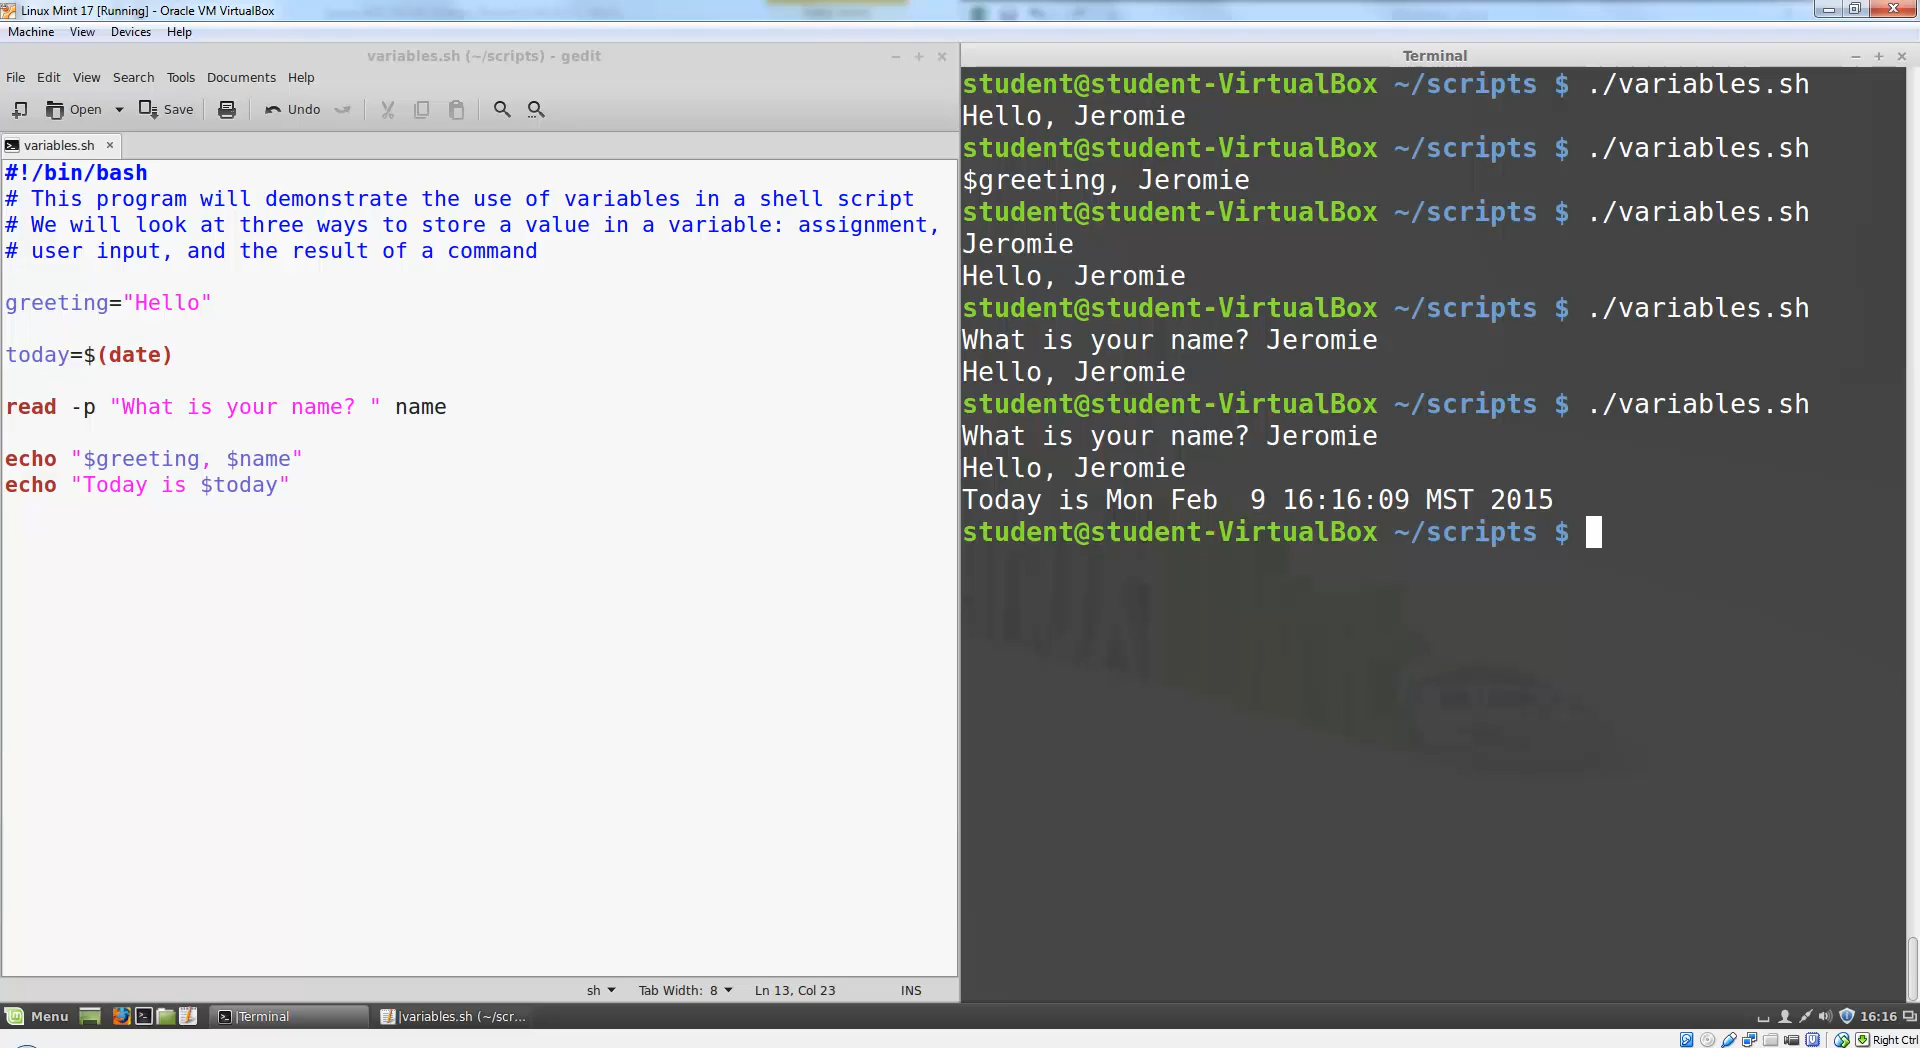 Linux Mint 17 [Running] - Oracle VM VirtualBox
Machine View Devices Help
variables.sh (~/scripts) - gedit
File Edit View Search Tools Documents Help
Open Save Undo
variables.sh
#!/bin/bash
# This program will demonstrate the use of variables in a shell script
# We will look at three ways to store a value in a variable: assignment,
# user input, and the result of a command
greeting="Hello"
today=$(date)
read -p "What is your name? " name
echo "$greeting, $name"
echo "Today is $today"
sh Tab Width: 8 Ln 13, Col 23 INS
Terminal
student@student-VirtualBox ~/scripts $ ./variables.sh
Hello, Jeromie
student@student-VirtualBox ~/scripts $ ./variables.sh
$greeting, Jeromie
student@student-VirtualBox ~/scripts $ ./variables.sh
Jeromie
Hello, Jeromie
student@student-VirtualBox ~/scripts $ ./variables.sh
What is your name? Jeromie
Hello, Jeromie
student@student-VirtualBox ~/scripts $ ./variables.sh
What is your name? Jeromie
Hello, Jeromie
Today is Mon Feb  9 16:16:09 MST 2015
student@student-VirtualBox ~/scripts $
Menu |Terminal |variables.sh (~/scr... 16:16
Right Ctrl